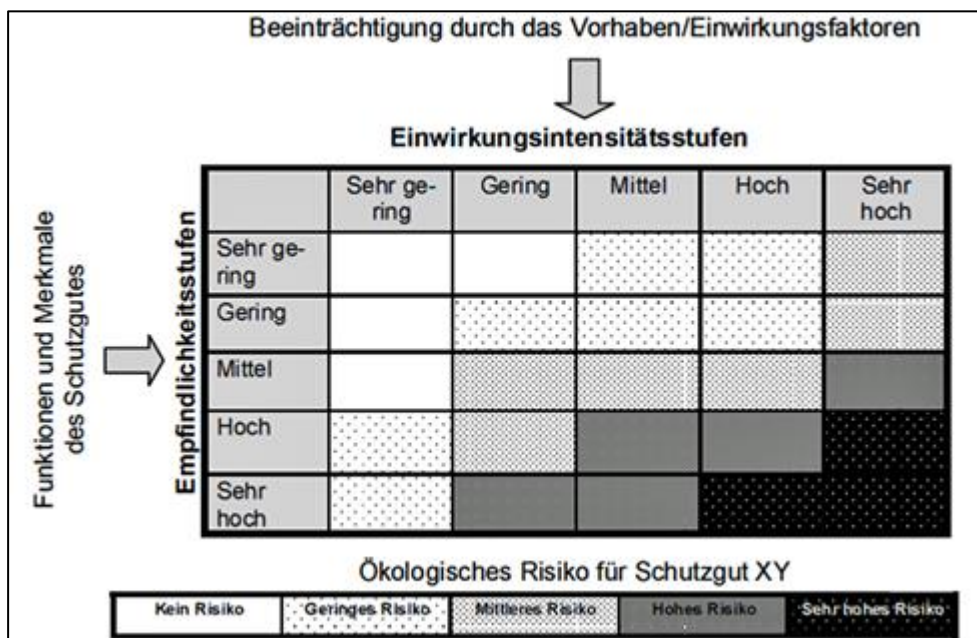 Beeinträchtigung durch das Vorhaben/Einwirkungsfaktoren
Einwirkungsintensitätsstufen
Funktionen und Merkmale
des Schutzgutes
Empfindlichkeitsstufen
Sehr ge-
ring
Gering
Mittel
Hoch
Sehr
hoch
Sehr ge-
ring
Gering
Mittel
Hoch
Sehr
hoch
Ökologisches Risiko für Schutzgut XY
Kein Risiko
Geringes Risiko
Mittleres Risiko
Hohes Risiko
Sehr hohes Risiko